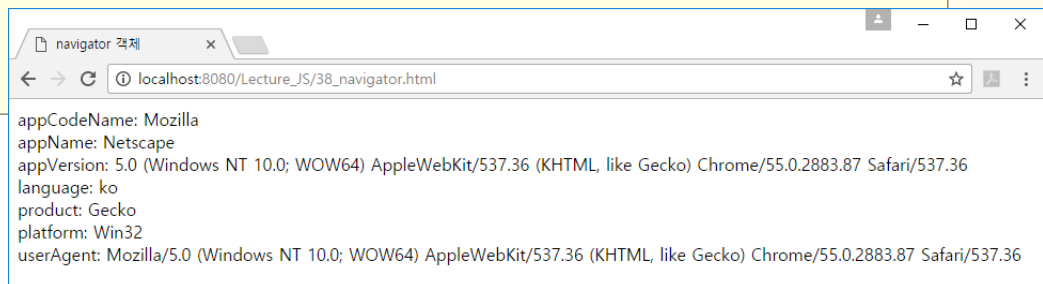 navigator 객체
localhost:8080/Lecture_JS/38_navigator.html
appCodeName: Mozilla
appName: Netscape
appVersion: 5.0 (Windows NT 10.0; WOW64) AppleWebKit/537.36 (KHTML, like Gecko) Chrome/55.0.2883.87 Safari/537.36
language: ko
product: Gecko
platform: Win32
userAgent: Mozilla/5.0 (Windows NT 10.0; WOW64) AppleWebKit/537.36 (KHTML, like Gecko) Chrome/55.0.2883.87 Safari/537.36